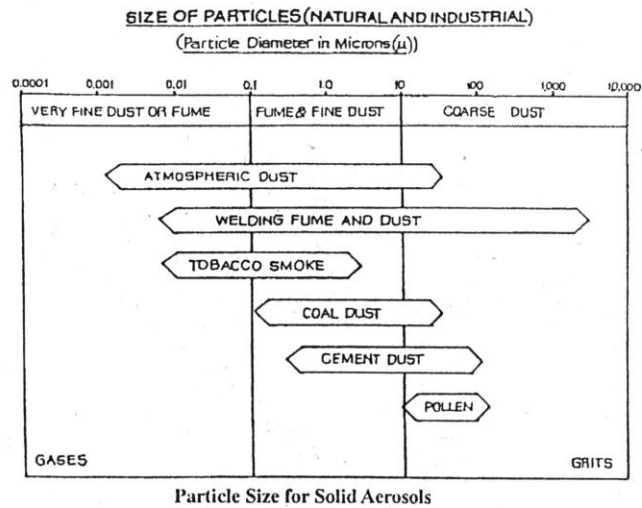 SIZE OF PARTICLES(NATURAL AND INDUSTRIAL)
(Particle Diameter in Microns(μ))
0.0001 0.001 0.01 0.1 1.0 10 100 1,000 10,000
VERY FINE DUST OR FUME FUME & FINE DUST COARSE DUST
ATMOSPHERIC DUST
WELDING FUME AND DUST
TOBACCO SMOKE
COAL DUST
CEMENT DUST
POLLEN
GASES GRITS
Particle Size for Solid Aerosols